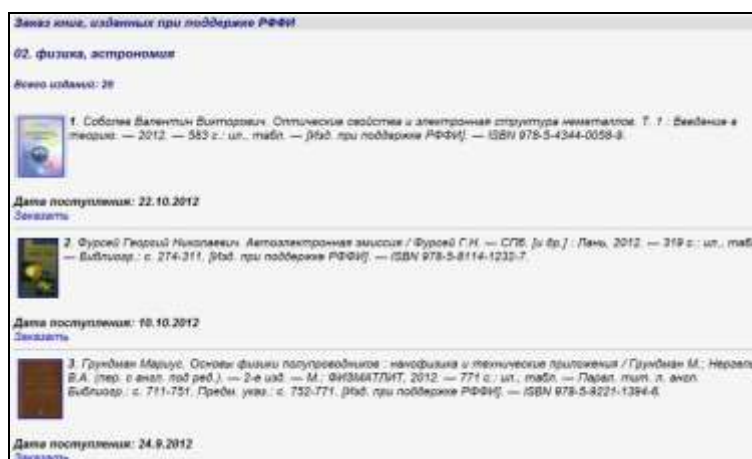 Заказ книг, изданных при поддержке РФФИ
02. физика, астрономия
Всего изданий: 26
1. Соболев Валентин Викторович. Оптические свойства и электронная структура неметаллов. Т. 1 : Введение в
теорию. — 2012. — 583 с.: ил., табл. — [Изд. при поддержке РФФИ]. — ISBN 978-5-4344-0058-9.
Дата поступления: 22.10.2012
Заказать
2. Фурсей Георгий Николаевич. Автоэлектронная эмиссия / Фурсей Г.Н. — СПб. [и др.] : Лань, 2012. — 319 с.: ил., таб
— Библиогр.: с. 274-311. [Изд. при поддержке РФФИ]. — ISBN 978-5-8114-1232-7.
Дата поступления: 10.10.2012
Заказать
3. Грундман Мариус. Основы физики полупроводников : нанофизика и технические приложения / Грундман М.;
В.А. (пер. с англ. под ред.). — 2-е изд. — М.: ФИЗМАТЛИТ, 2012. — 771 с.: ил., табл. — Парал. тит. л. англ.
Библиогр.: с. 711-751. Предм. указ.: с. 752-771. [Изд. при поддержке РФФИ]. — ISBN 978-5-9221-1394-6.
Дата поступления: 24.9.2012
Заказать